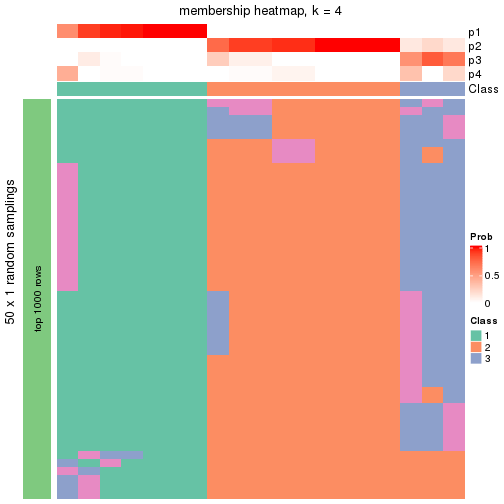 membership heatmap, k = 4
p1
p2
p3
p4
Class
50 x 1 random samplings
top 1000 rows
Prob
1
0.5
0
Class
1
2
3